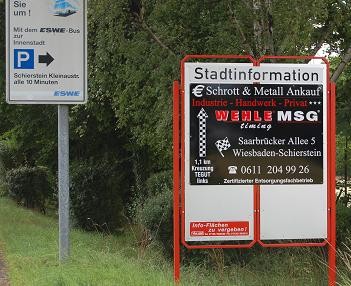 Sie um !
Mit dem ESWE-Bus
zur
Innenstadt
P
Schierstein Kleinaustr.
alle 10 Minuten
ESWE
Stadtinformation
€ Schrott & Metall Ankauf
Industrie - Handwerk - Privat ***
WEHLE MSG
timing
Saarbrücker Allee 5
Wiesbaden-Schierstein
1,1 km
Kreuzung
TEGUT
links
☎ 0611 204 99 26
Zertifizierter Entsorgungsfachbetrieb
Info-Flächen
zu vergeben!